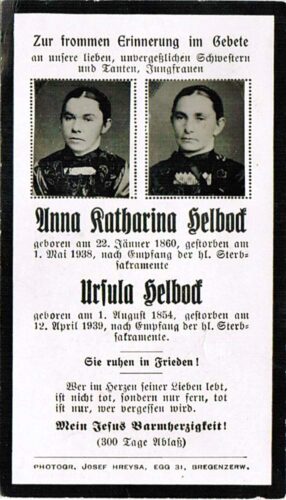 Zur frommen Erinnerung im Gebete
an unsere lieben, unvergeßlichen Schwestern
und Tanten, Jungfrauen
Anna Katharina Helbock
geboren am 22. Jänner 1860, gestorben am
1. Mai 1938, nach Empfang der hl. Sterb-
sakramente
Ursula Helbock
geboren am 1. August 1854, gestorben am
12. April 1939, nach Empfang der hl. Sterb-
sakramente.
Sie ruhen in Frieden!
Wer im Herzen seiner Lieben lebt,
ist nicht tot, sondern nur fern, tot
ist nur, wer vergessen wird.
Mein Jesus Barmherzigkeit!
(300 Tage Ablaß)
PHOTOGR. JOSEF HREYSA, EGG 31, BREGENZERW.